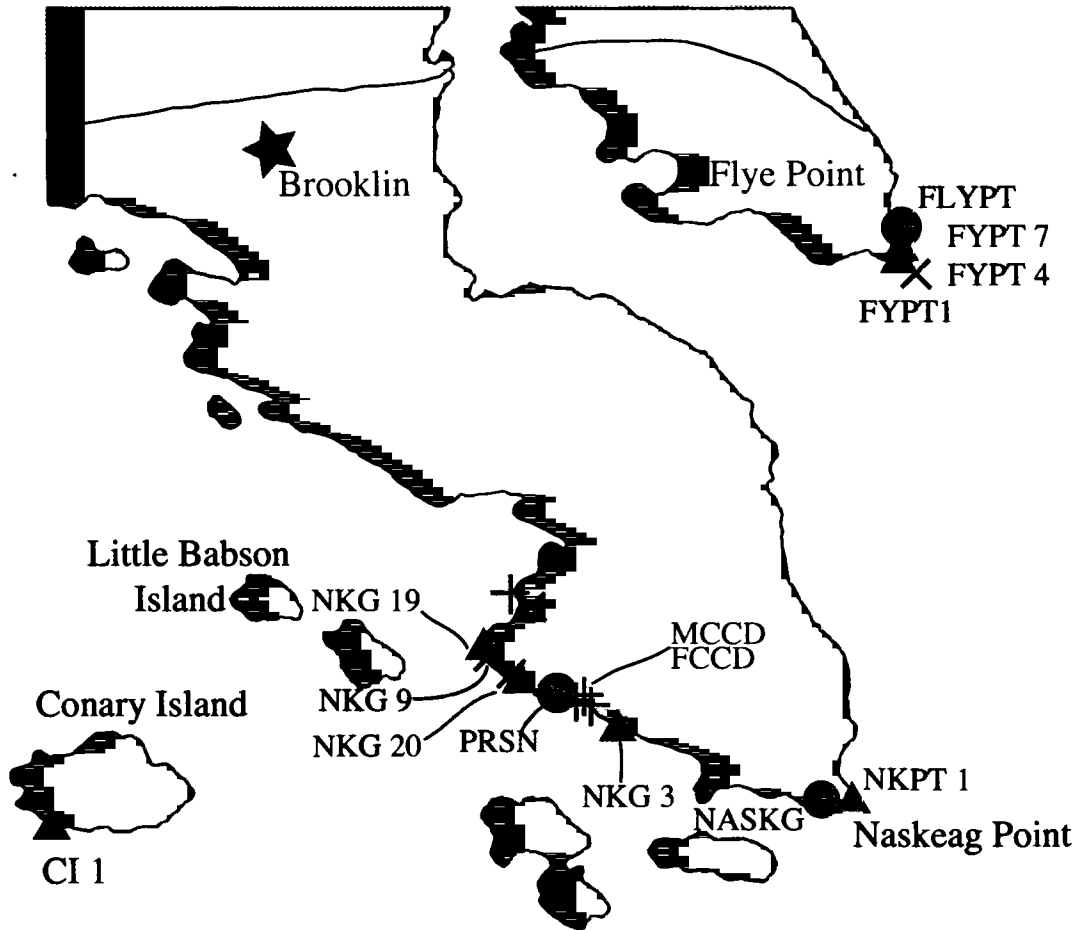 Brooklin
Flye Point
FLYPT
FYPT 7
FYPT 4
FYPT1
Little Babson
Island
NKG 19
MCCD
FCCD
NKG 9
Conary Island
NKG 20
PRSN
NKG 3
NKPT 1
NASKG
Naskeag Point
CI 1